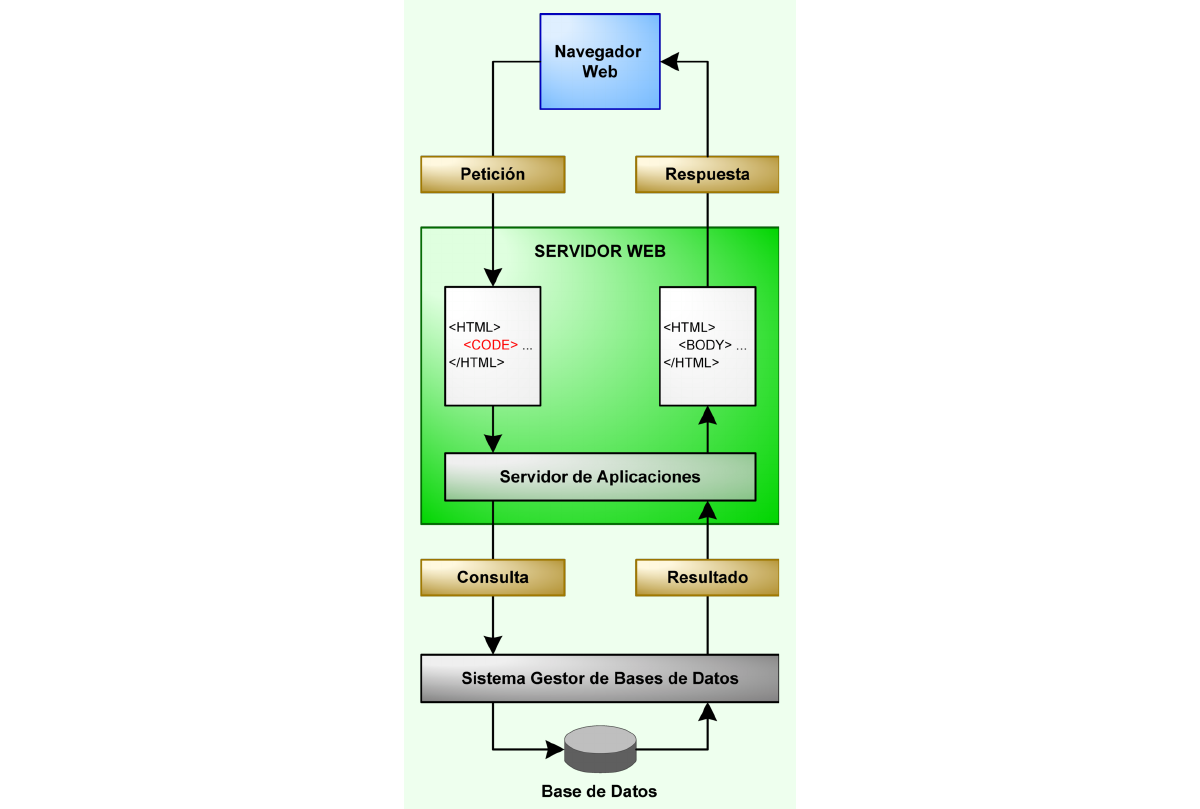 Navegador
Web
Petición
Respuesta
SERVIDOR WEB
<HTML>
<CODE> ...
</HTML>
<HTML>
<BODY> ...
</HTML>
Servidor de Aplicaciones
Consulta
Resultado
Sistema Gestor de Bases de Datos
Base de Datos